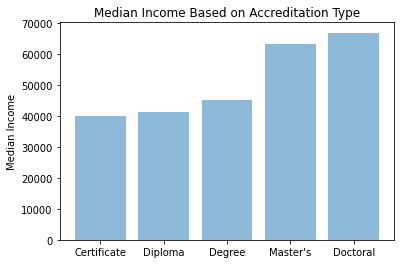 Median Income Based on Accreditation Type
Median Income
70000
60000
50000
40000
30000
20000
10000
0
Certificate Diploma Degree Master's Doctoral